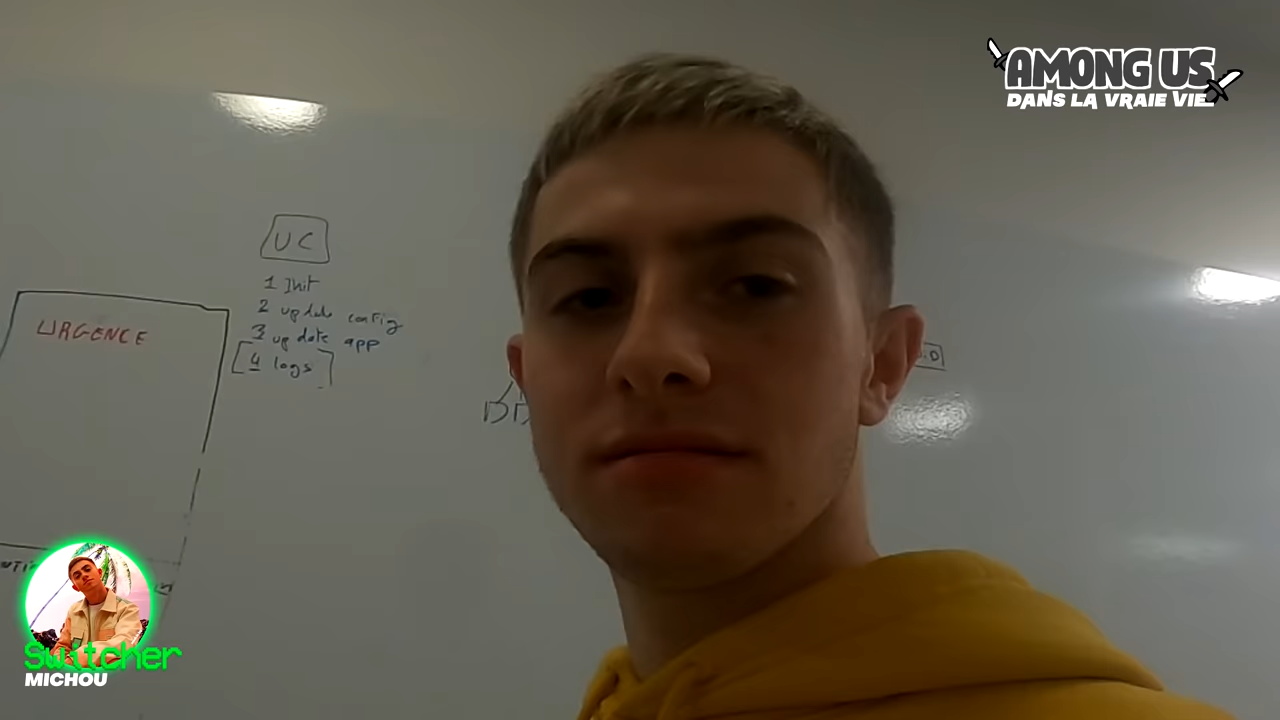 AMONG US
DANS LA VRAIE VIE
UC
1 Init
2 update config
3 update app
[4 logs]
URGENCE
Switcher
MICHOU